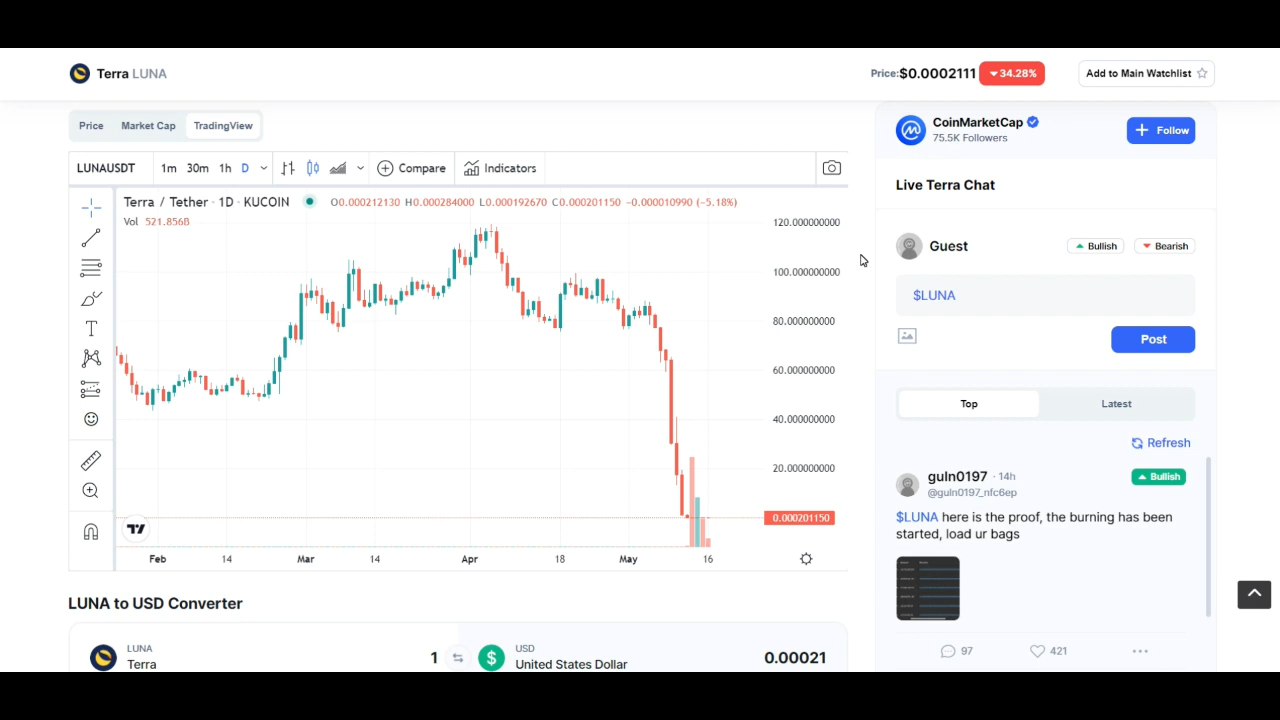 Terra LUNA
Price:$0.0002111 34.28%
Add to Main Watchlist
Price Market Cap TradingView
LUNAUSDT 1m 30m 1h D Compare Indicators
Terra / Tether · 1D · KUCOIN O0.000212130 H0.000284000 L0.000192670 C0.000201150 −0.000010990 (−5.18%)
Vol 521.856B
120.000000000
100.000000000
80.000000000
60.000000000
40.000000000
20.000000000
0.000201150
Feb 14 Mar 14 Apr 18 May 16
LUNA to USD Converter
LUNA
Terra
1
USD
United States Dollar
0.00021
CoinMarketCap
75.5K Followers
Follow
Live Terra Chat
Guest
Bullish Bearish
$LUNA
Post
Top Latest
Refresh
guln0197 · 14h
@guln0197_nfc6ep
Bullish
$LUNA here is the proof, the burning has been
started, load ur bags
97 421